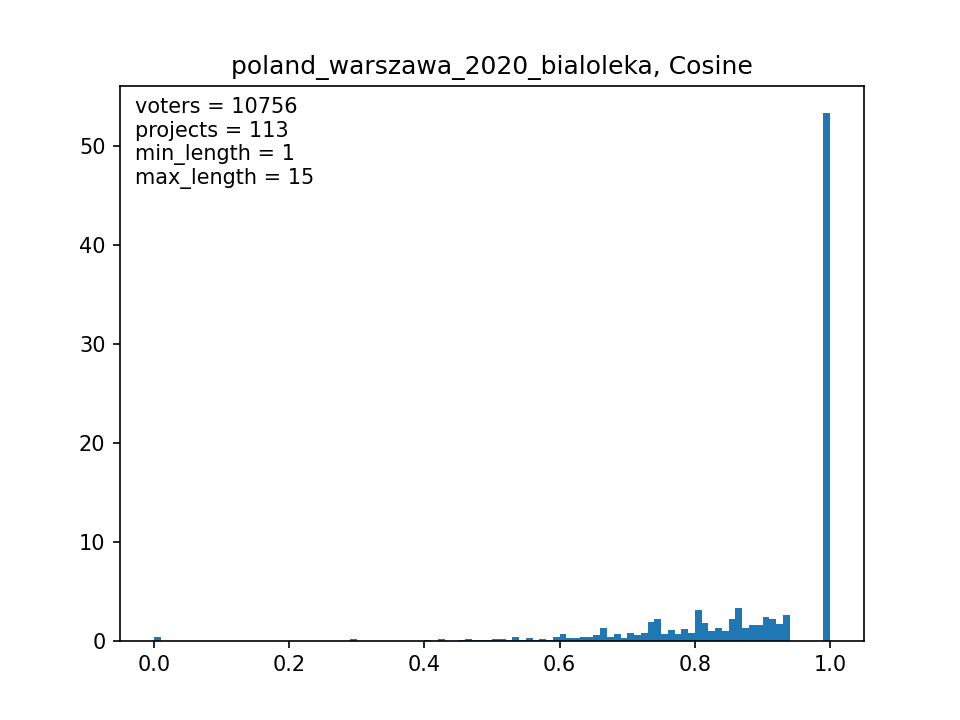 poland_warszawa_2020_bialoleka, Cosine
voters = 10756
projects = 113
min_length = 1
max_length = 15
50
40
30
20
10
0
0.0 0.2 0.4 0.6 0.8 1.0